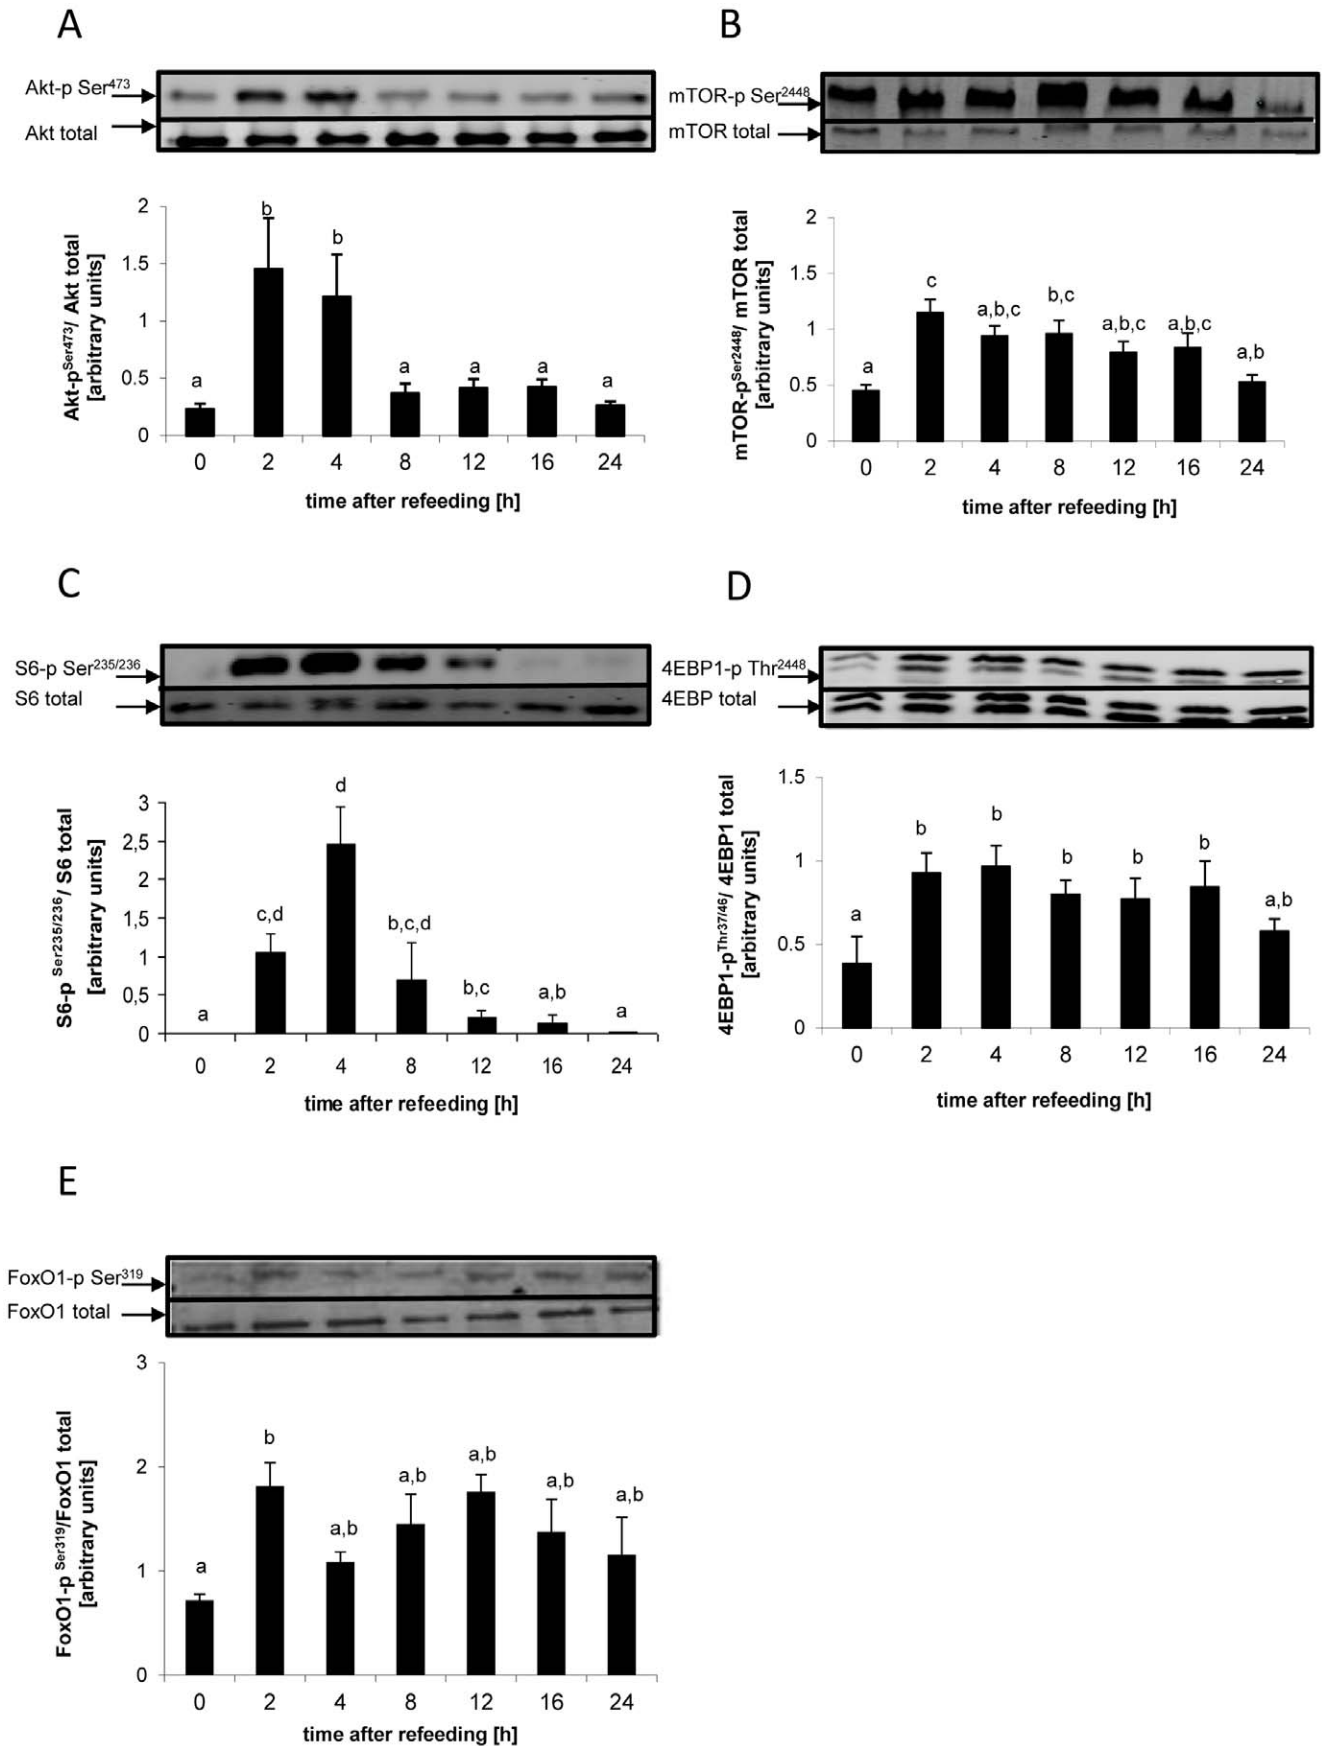 A
Akt-p Ser473
Akt total
Akt-pSer473/ Akt total
[arbitrary units]
2
1.5
1
0.5
0
a
b
b
a
a
a
a
0 2 4 8 12 16 24
time after refeeding [h]
B
mTOR-p Ser2448
mTOR total
mTOR-pSer2448/ mTOR total
[arbitrary units]
2
1.5
1
0.5
0
a
c
a,b,c
b,c
a,b,c
a,b,c
a,b
0 2 4 8 12 16 24
time after refeeding [h]
C
S6-p Ser235/236
S6 total
S6-p Ser235/236/ S6 total
[arbitrary units]
3
2,5
2
1,5
1
0,5
0
a
c,d
d
b,c,d
b,c
a,b
a
0 2 4 8 12 16 24
time after refeeding [h]
D
4EBP1-p Thr2448
4EBP total
4EBP1-pThr37/46/ 4EBP1 total
[arbitrary units]
1.5
1
0.5
0
a
b
b
b
b
b
a,b
0 2 4 8 12 16 24
time after refeeding [h]
E
FoxO1-p Ser319
FoxO1 total
FoxO1-p Ser319/FoxO1 total
[arbitrary units]
3
2
1
0
a
b
a,b
a,b
a,b
a,b
a,b
0 2 4 8 12 16 24
time after refeeding [h]